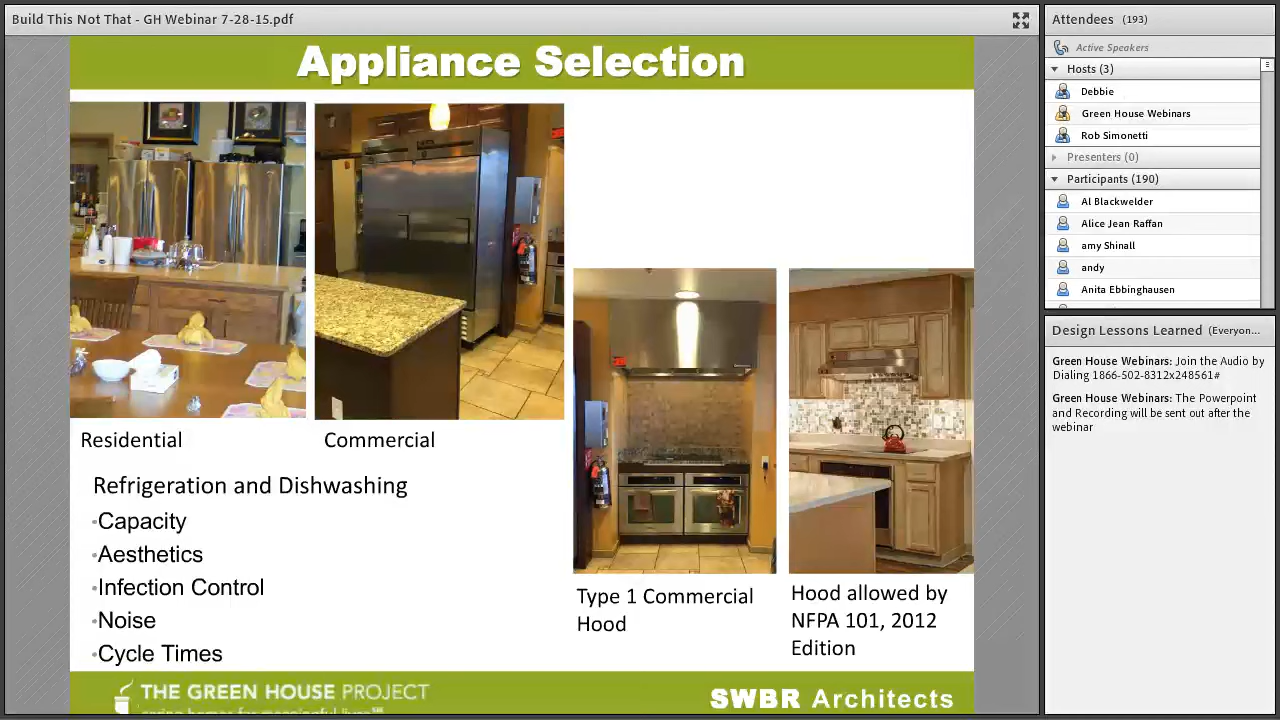 Build This Not That - GH Webinar 7-28-15.pdf
Appliance Selection
Residential
Commercial
Refrigeration and Dishwashing
•Capacity
•Aesthetics
•Infection Control
•Noise
•Cycle Times
Type 1 Commercial
Hood
Hood allowed by
NFPA 101, 2012
Edition
THE GREEN HOUSE PROJECT
caring homes for meaningful lives
SWBR Architects
Attendees (193)
Active Speakers
Hosts (3)
Debbie
Green House Webinars
Rob Simonetti
Presenters (0)
Participants (190)
Al Blackwelder
Alice Jean Raffan
amy Shinall
andy
Anita Ebbinghausen
Design Lessons Learned (Everyon...
Green House Webinars: Join the Audio by
Dialing 1866-502-8312x248561#
Green House Webinars: The Powerpoint
and Recording will be sent out after the
webinar